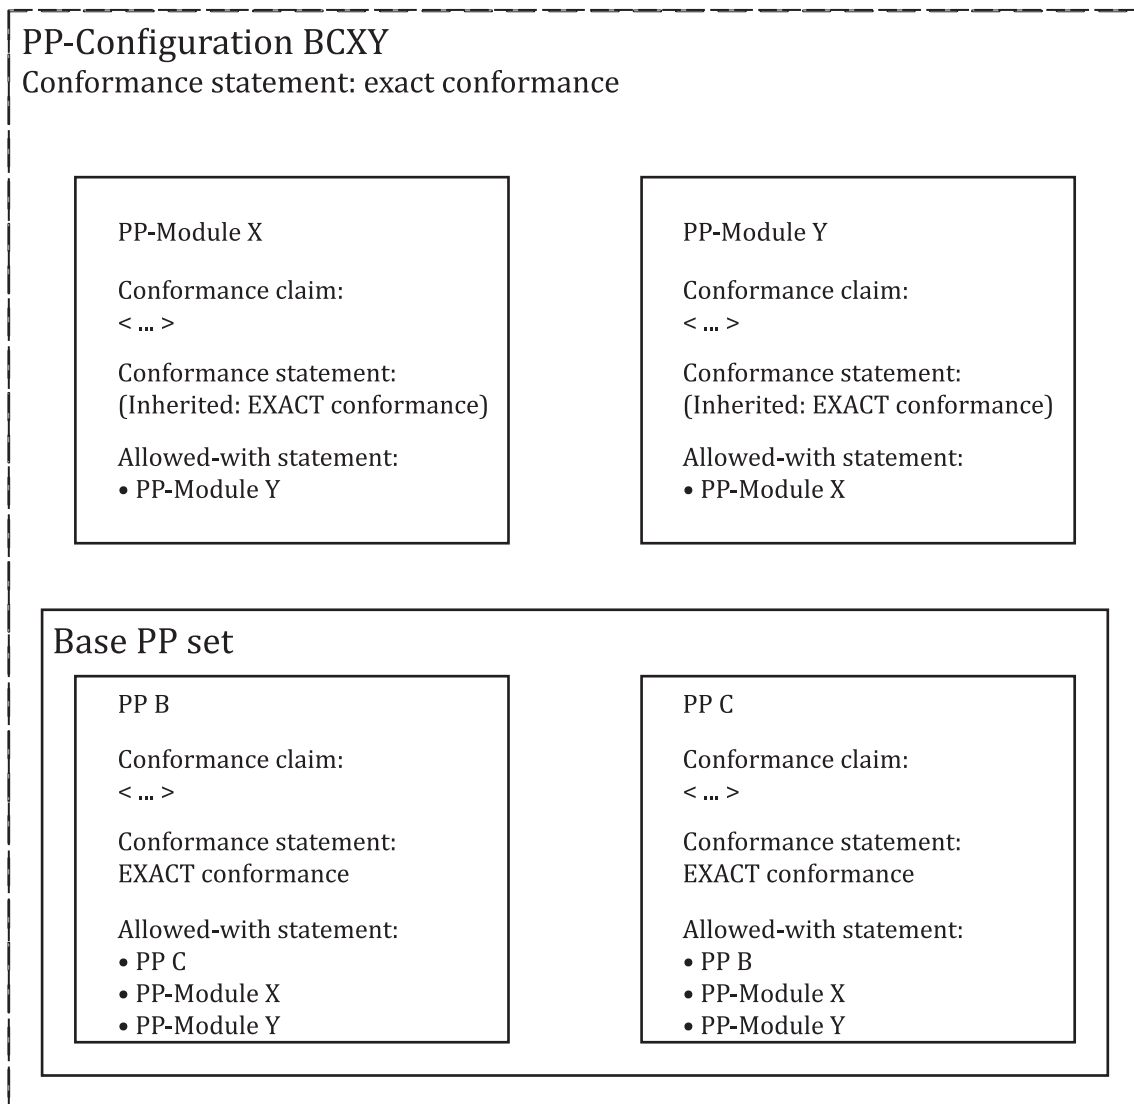 PP-Configuration BCXY
Conformance statement: exact conformance
PP-Module X
Conformance claim:
< ... >
Conformance statement:
(Inherited: EXACT conformance)
Allowed-with statement:
• PP-Module Y
PP-Module Y
Conformance claim:
< ... >
Conformance statement:
(Inherited: EXACT conformance)
Allowed-with statement:
• PP-Module X
Base PP set
PP B
Conformance claim:
< ... >
Conformance statement:
EXACT conformance
Allowed-with statement:
• PP C
• PP-Module X
• PP-Module Y
PP C
Conformance claim:
< ... >
Conformance statement:
EXACT conformance
Allowed-with statement:
• PP B
• PP-Module X
• PP-Module Y